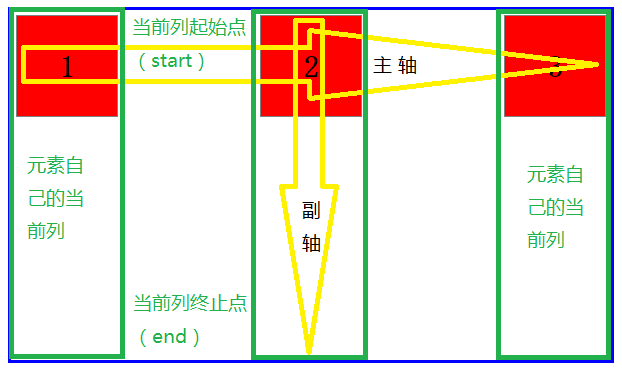 当前列起始点
（start）
1
2
主 轴
3
元素自
己的当
前列
元素自
己的当
前列
副
轴
当前列终止点
（end）